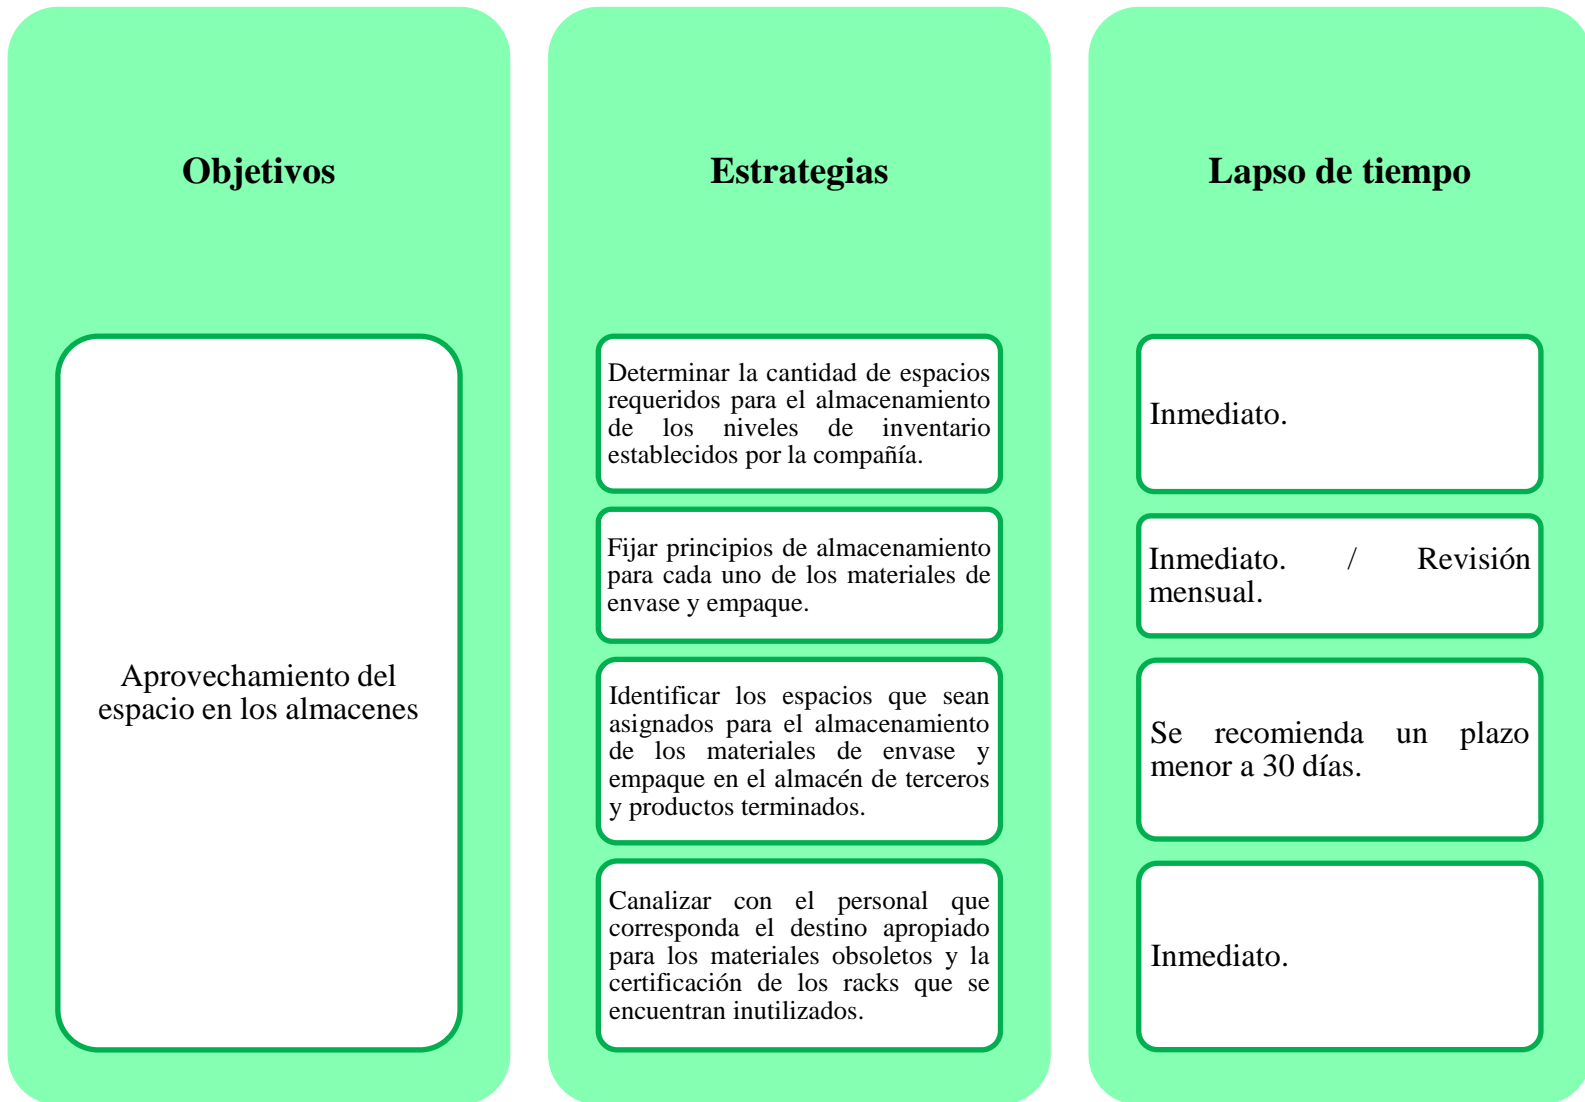 Objetivos
Aprovechamiento del
espacio en los almacenes
Estrategias
Determinar la cantidad de espacios
requeridos para el almacenamiento
de los niveles de inventario
establecidos por la compañía.
Fijar principios de almacenamiento
para cada uno de los materiales de
envase y empaque.
Identificar los espacios que sean
asignados para el almacenamiento
de los materiales de envase y
empaque en el almacén de terceros
y productos terminados.
Canalizar con el personal que
corresponda el destino apropiado
para los materiales obsoletos y la
certificación de los racks que se
encuentran inutilizados.
Lapso de tiempo
Inmediato.
Inmediato. / Revisión
mensual.
Se recomienda un plazo
menor a 30 días.
Inmediato.